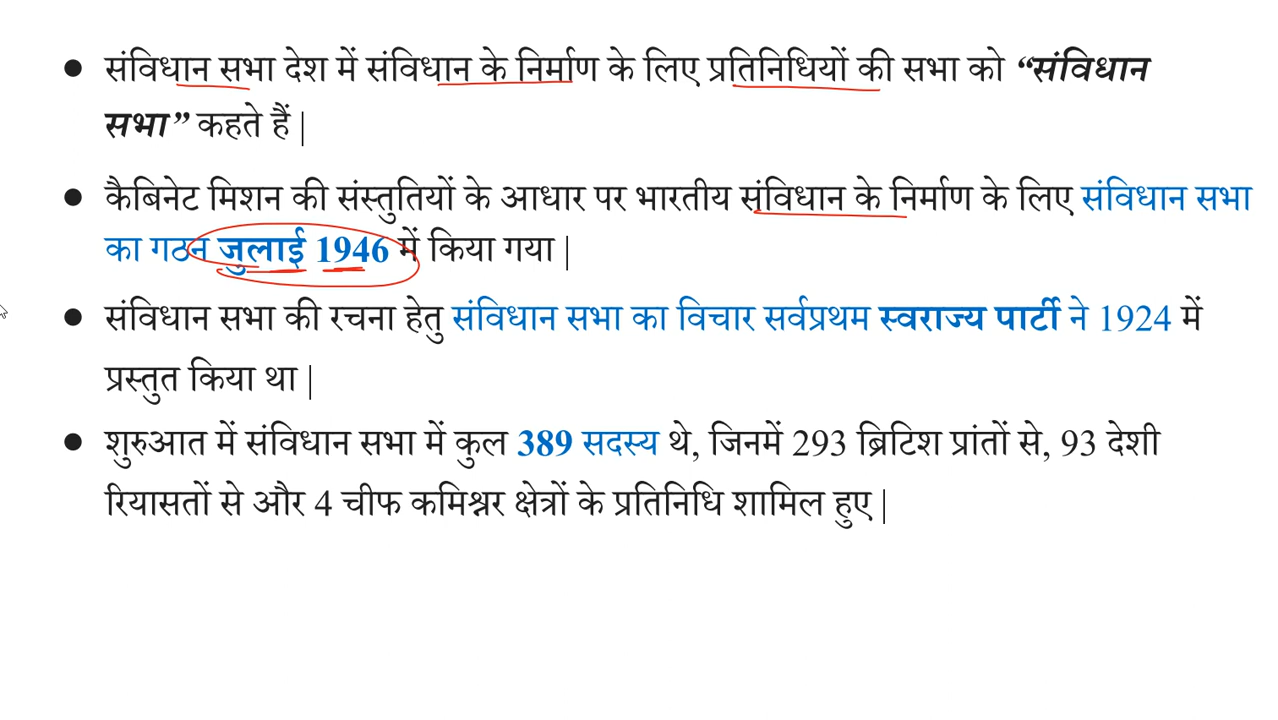 ● संविधान सभा देश में संविधान के निर्माण के लिए प्रतिनिधियों की सभा को “संविधान
सभा” कहते हैं |
● कैबिनेट मिशन की संस्तुतियों के आधार पर भारतीय संविधान के निर्माण के लिए संविधान सभा
का गठन जुलाई 1946 में किया गया |
● संविधान सभा की रचना हेतु संविधान सभा का विचार सर्वप्रथम स्वराज्य पार्टी ने 1924 में
प्रस्तुत किया था |
● शुरुआत में संविधान सभा में कुल 389 सदस्य थे, जिनमें 293 ब्रिटिश प्रांतों से, 93 देशी
रियासतों से और 4 चीफ कमिश्नर क्षेत्रों के प्रतिनिधि शामिल हुए |